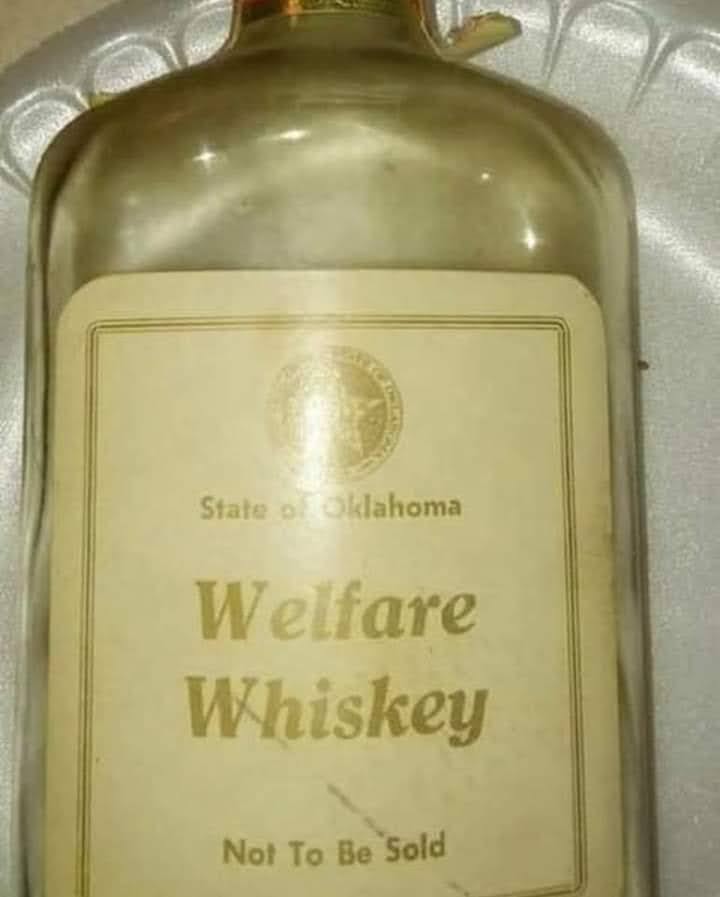 State of Oklahoma
Welfare
Whiskey
Not To Be Sold